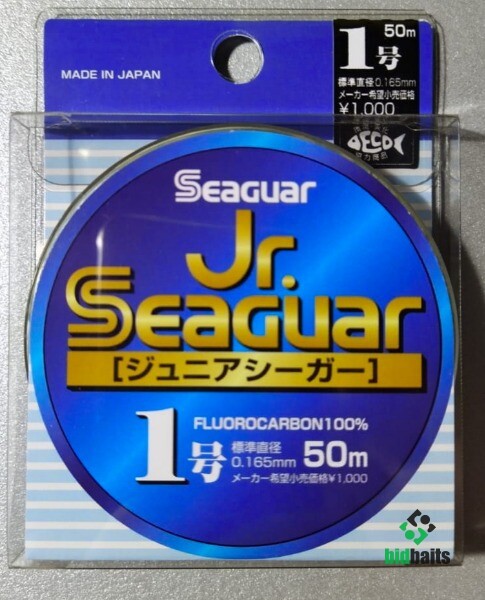 50m
1号
標準直径0.165mm
メーカー希望小売価格
¥1,000
MADE IN JAPAN
ECO
Seaguar
Jr.
Seaguar
[ジュニアシーガー]
FLUOROCARBON100%
1号
標準直径
0.165mm
50m
メーカー希望小売価格¥1,000
bidbaits